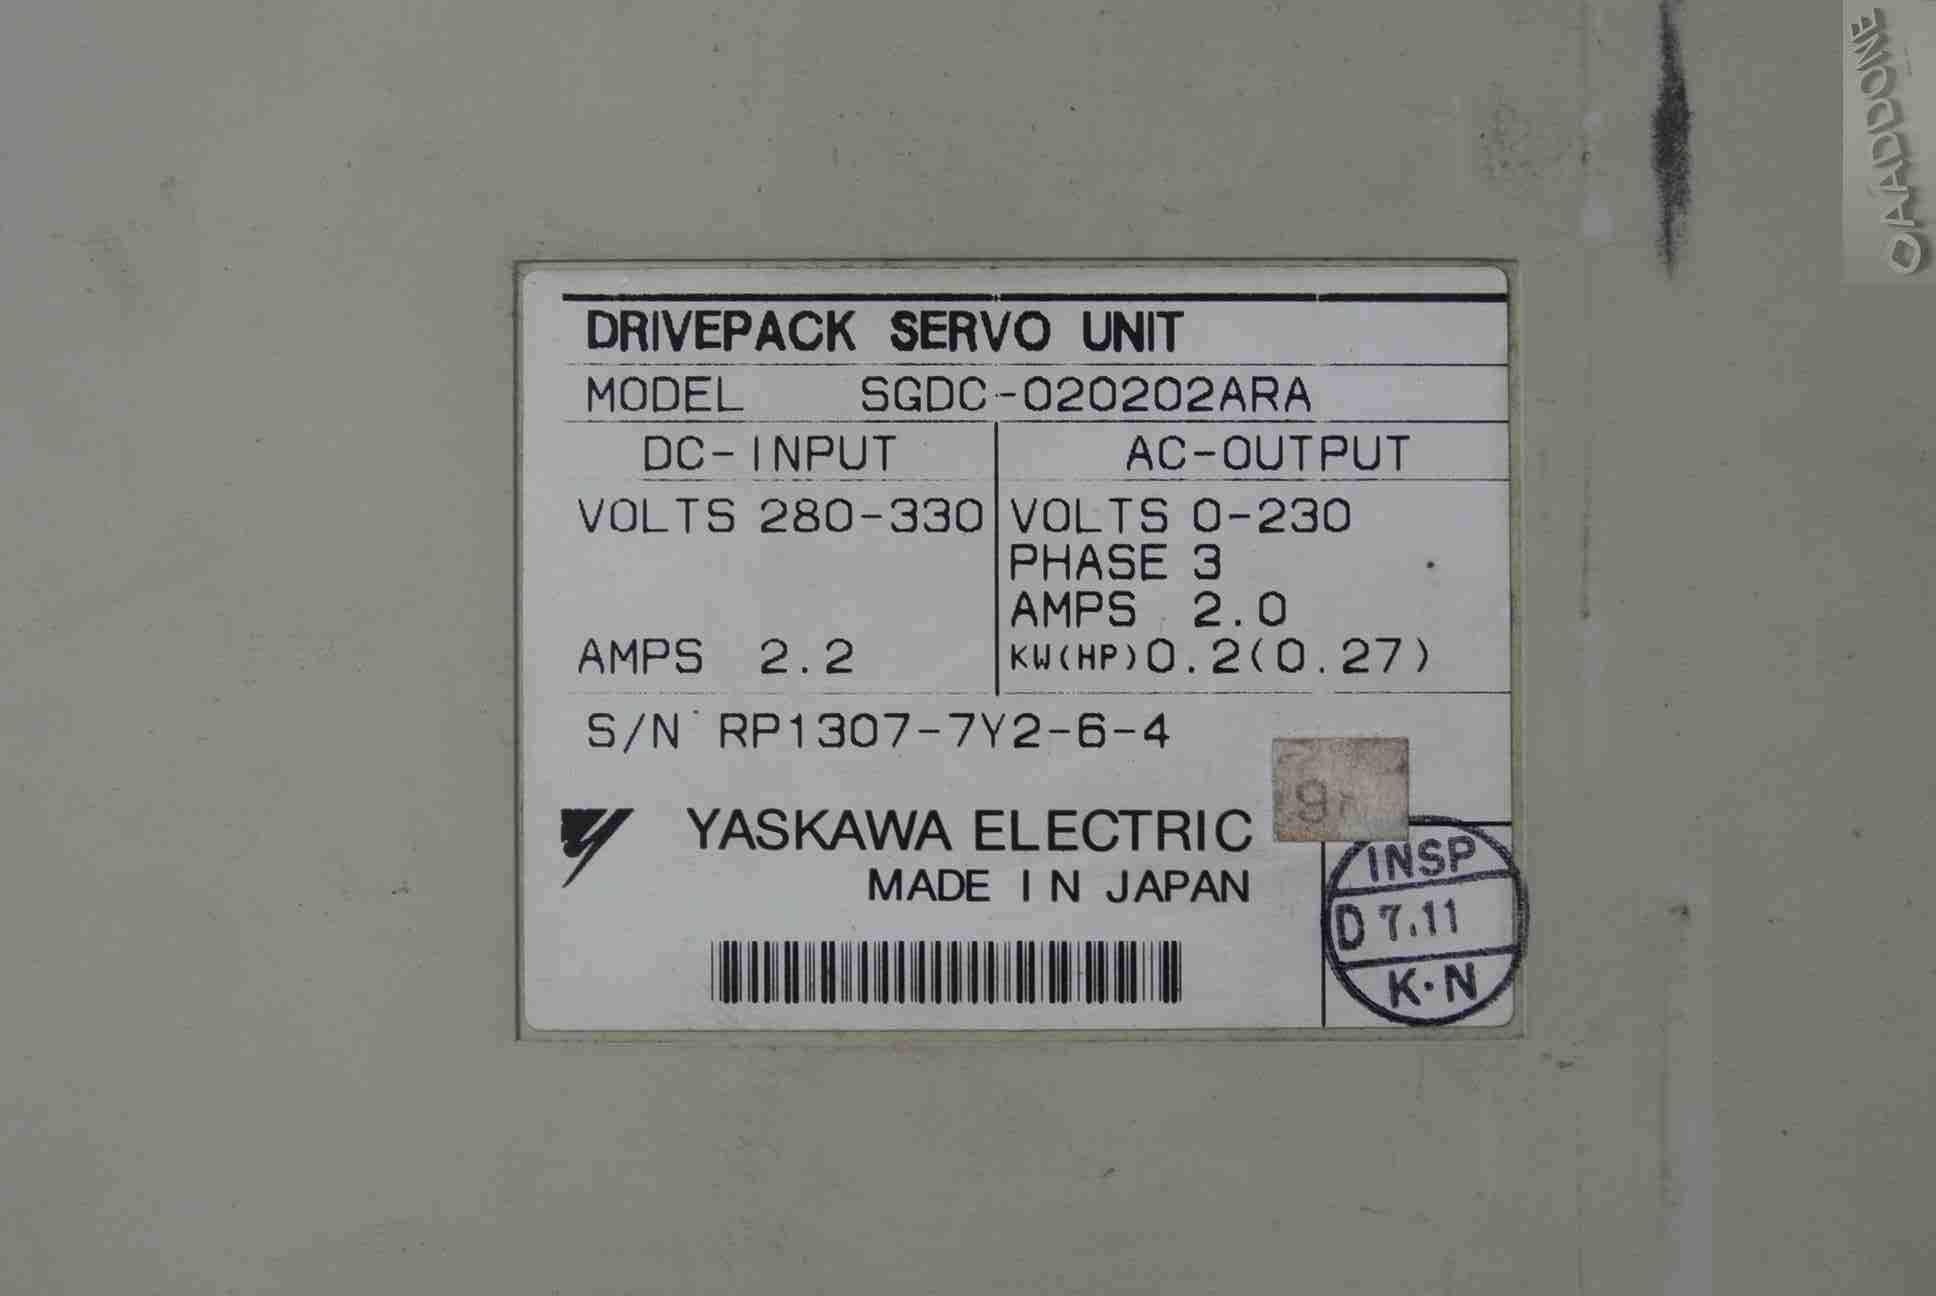 DRIVEPACK SERVO UNIT
MODEL SGDC-020202ARA
DC-INPUT AC-OUTPUT
VOLTS 280-330 VOLTS 0-230
PHASE 3
AMPS 2.0
AMPS 2.2 KW(HP)0.2(0.27)
S/N RP1307-7Y2-6-4
9
YASKAWA ELECTRIC
MADE IN JAPAN
INSP
D 7.11
K·N